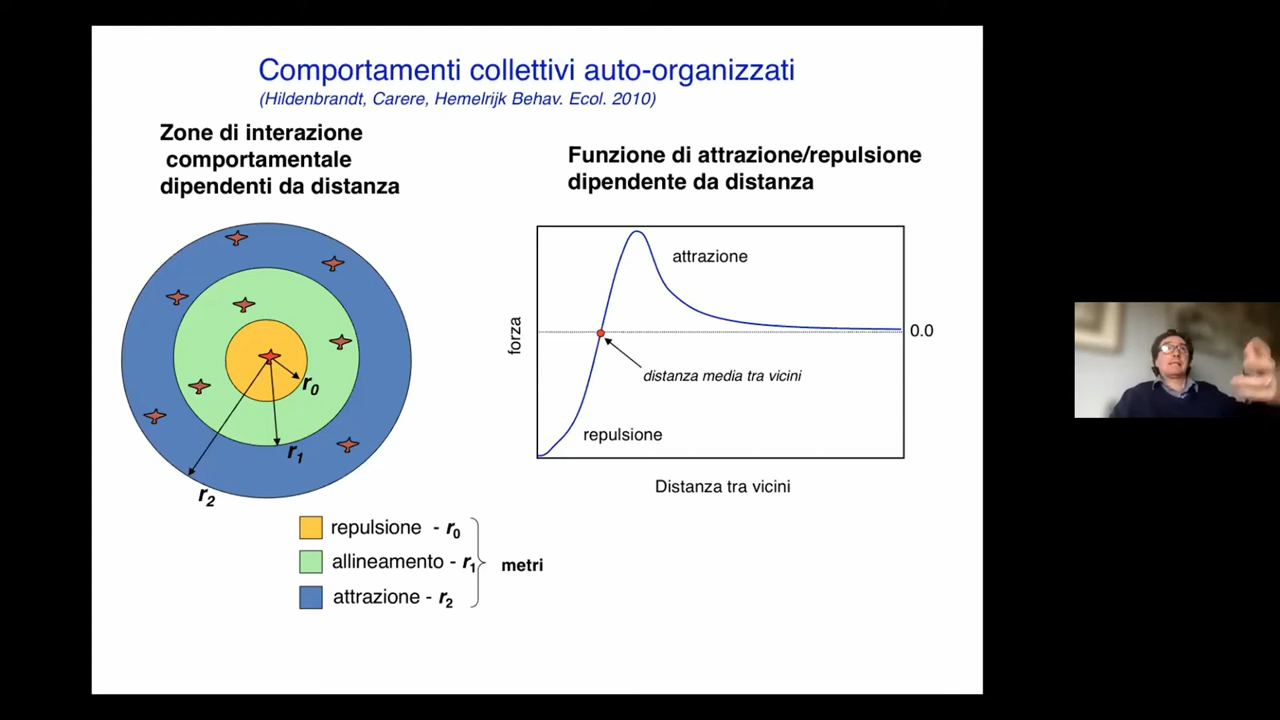 Comportamenti collettivi auto-organizzati
(Hildenbrandt, Carere, Hemelrijk Behav. Ecol. 2010)
Zone di interazione
comportamentale
dipendenti da distanza
r0
r1
r2
repulsione - r0
allineamento - r1
attrazione - r2
metri
Funzione di attrazione/repulsione
dipendente da distanza
attrazione
0.0
forza
distanza media tra vicini
repulsione
Distanza tra vicini